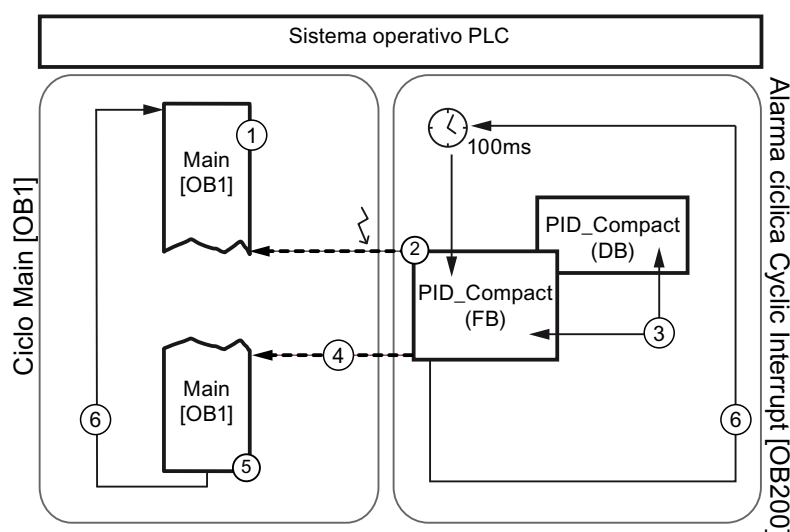 Sistema operativo PLC
Ciclo Main [OB1]
Main
[OB1]
1
2
100ms
PID_Compact
(DB)
PID_Compact
(FB)
3
4
Main
[OB1]
5
6
6
Alarma cíclica Cyclic Interrupt [OB200]